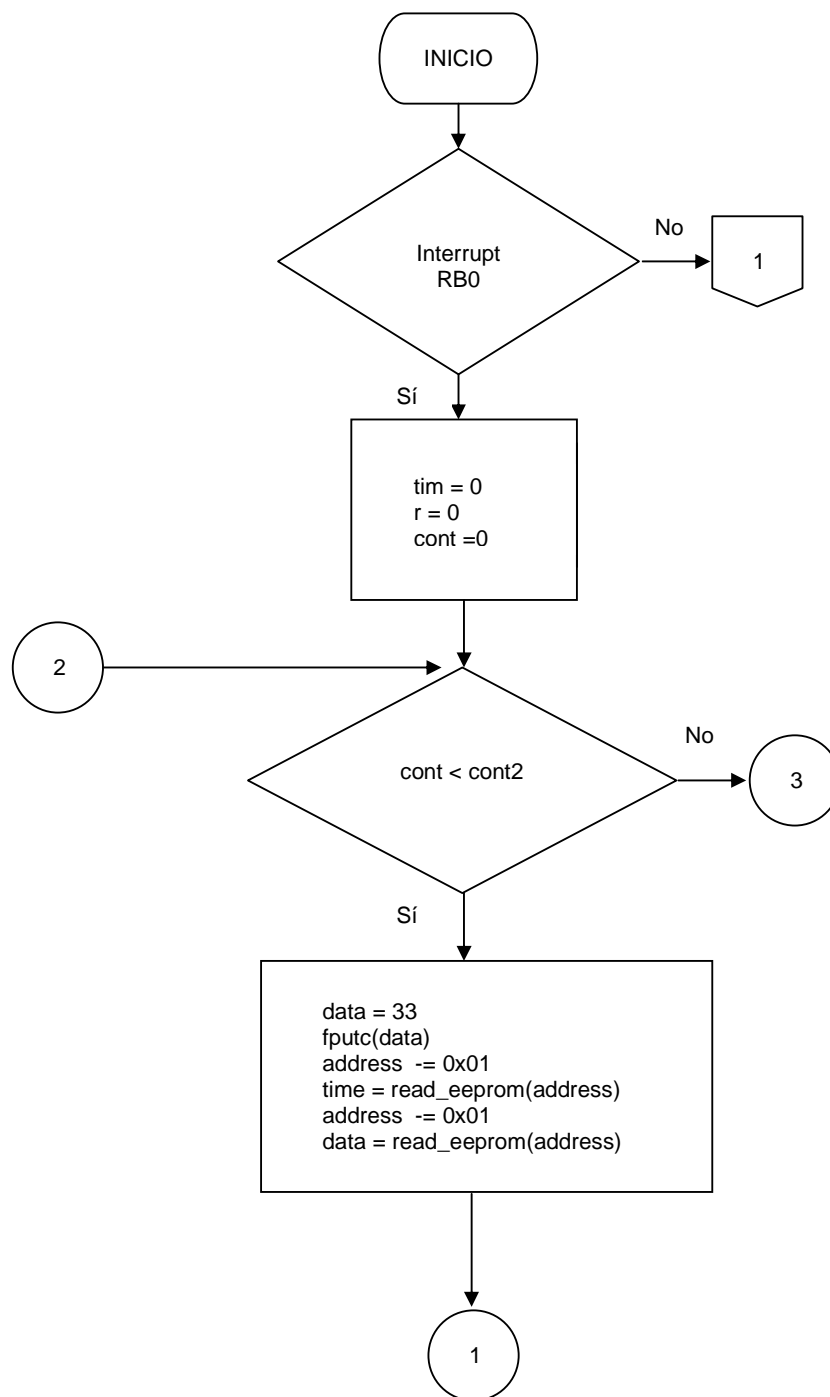 INICIO
Interrupt
RB0
No
1
Sí
tim = 0
r = 0
cont =0
2
cont < cont2
No
3
Sí
data = 33
fputc(data)
address -= 0x01
time = read_eeprom(address)
address -= 0x01
data = read_eeprom(address)
1